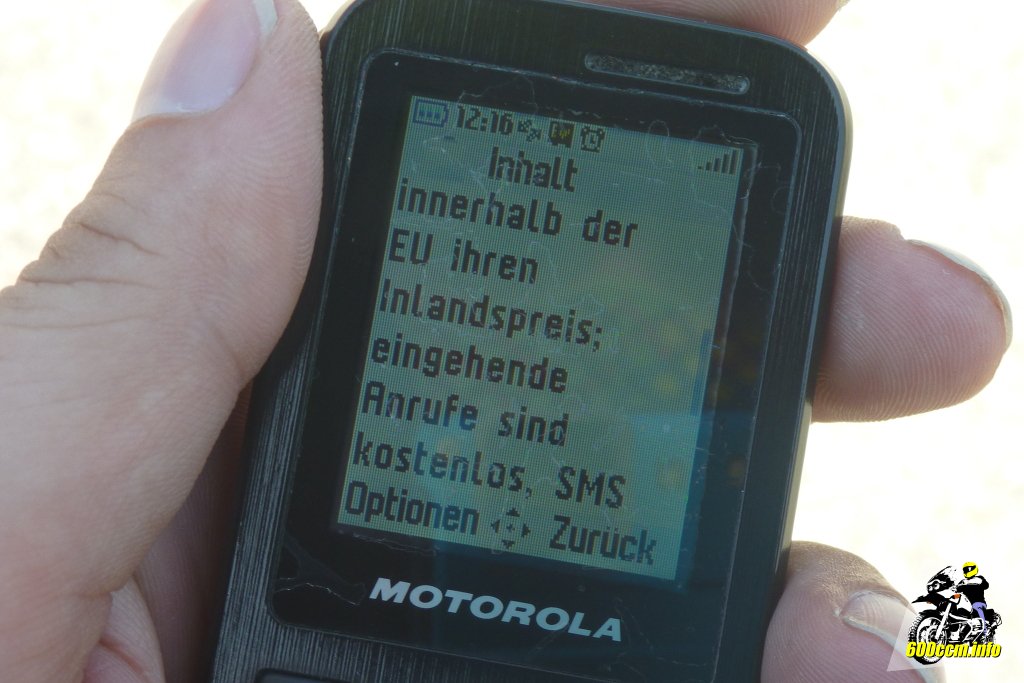 12:16
Inhalt
innerhalb der
EU ihren
Inlandspreis;
eingehende
Anrufe sind
kostenlos, SMS
Optionen Zurück
MOTOROLA
600ccm.info